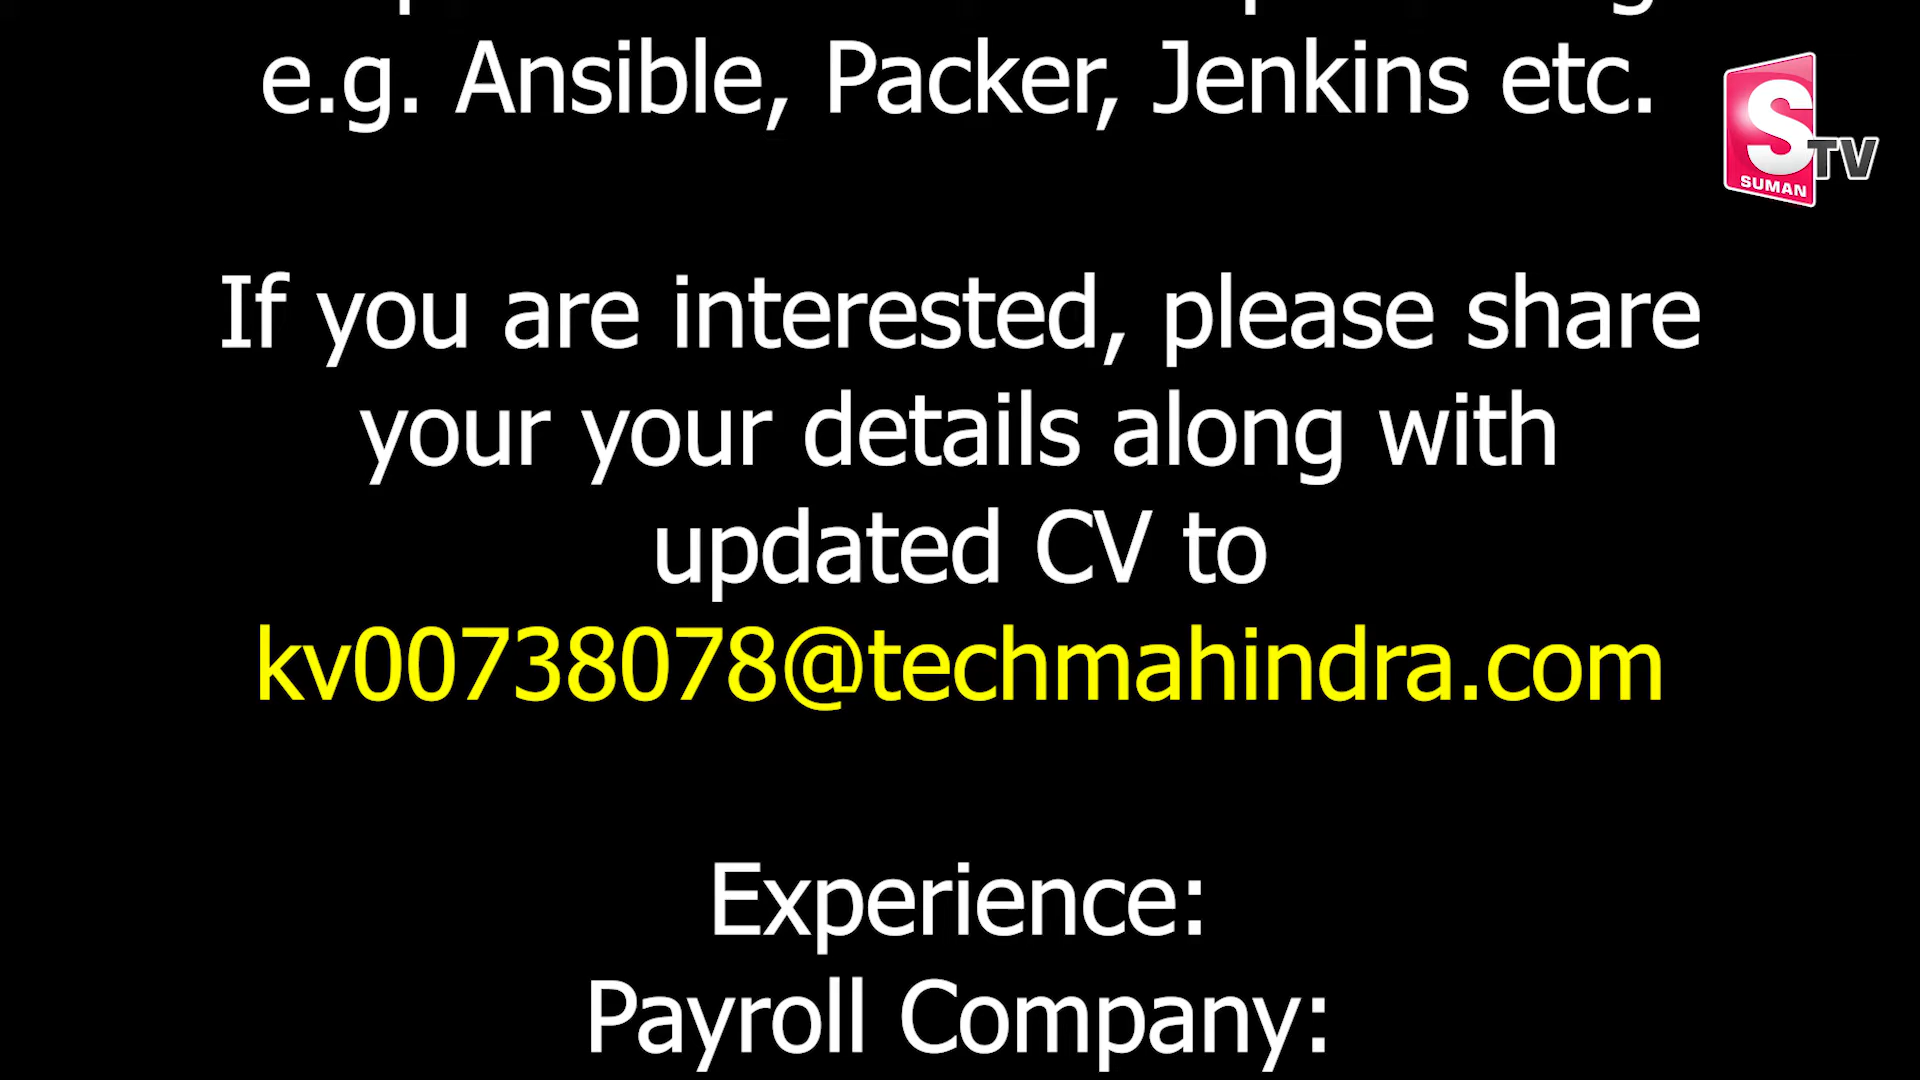 e.g. Ansible, Packer, Jenkins etc.
S TV
SUMAN
If you are interested, please share
your your details along with
updated CV to
kv00738078@techmahindra.com
Experience:
Payroll Company: